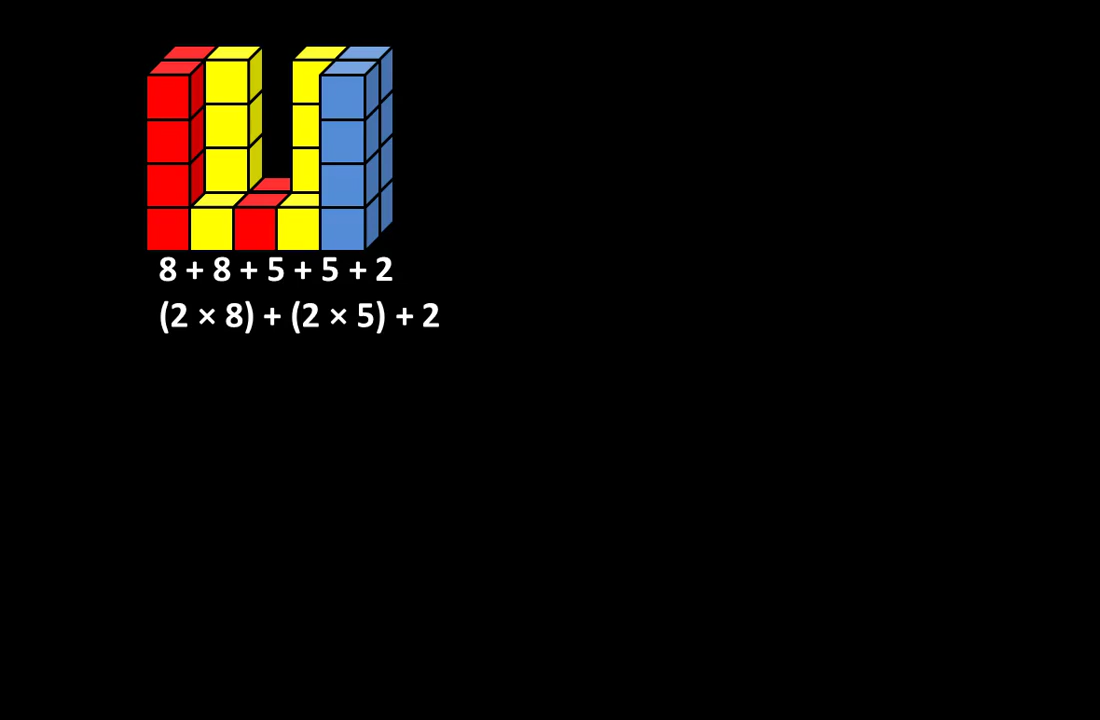 8 + 8 + 5 + 5 + 2
(2 × 8) + (2 × 5) + 2